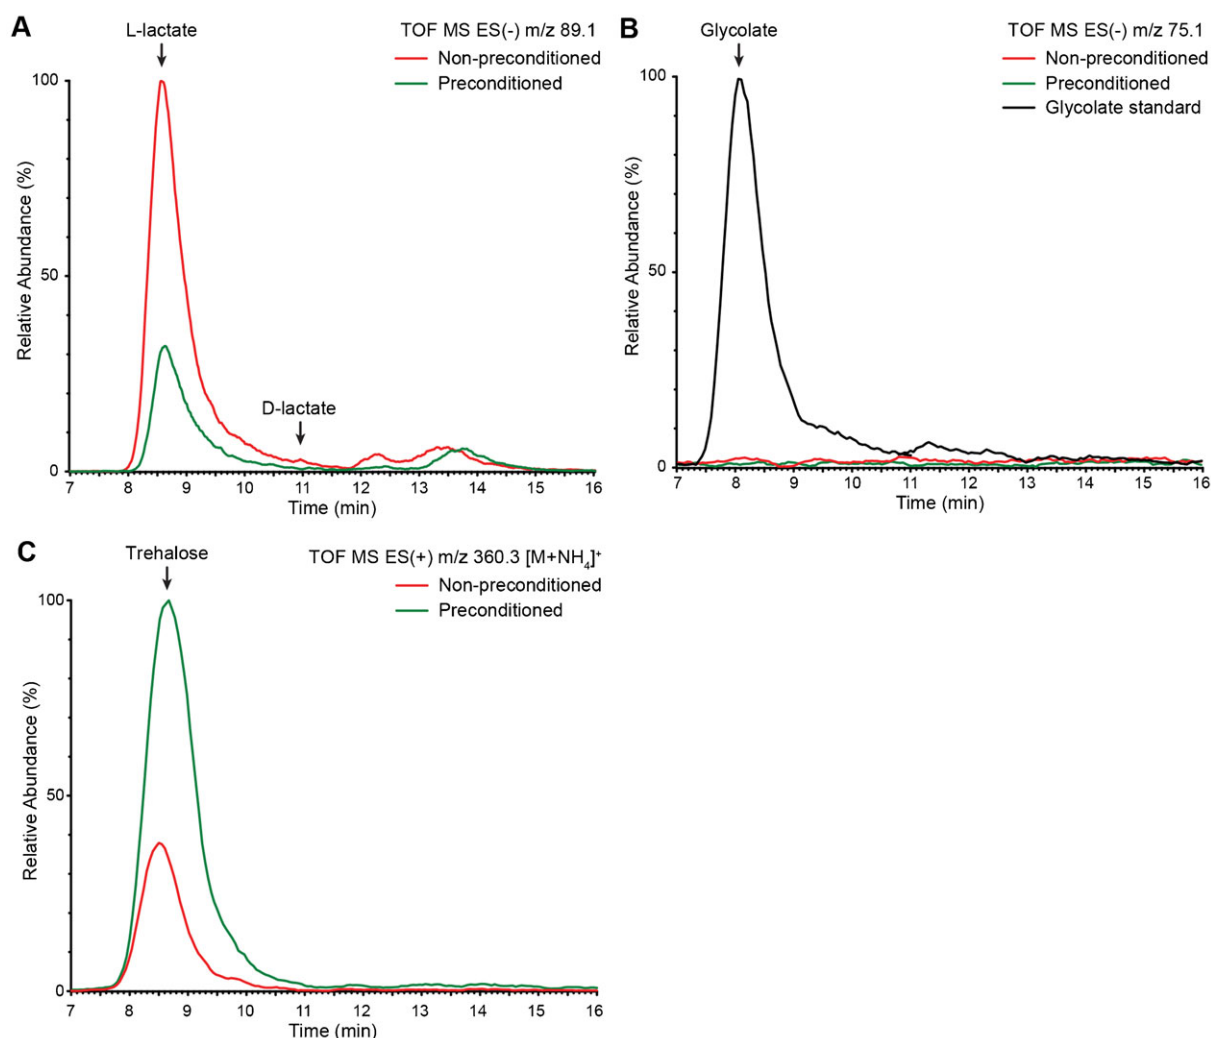 A
L-lactate
TOF MS ES(-) m/z 89.1
Non-preconditioned
Preconditioned
100
50
0
Relative Abundance (%)
D-lactate
7 8 9 10 11 12 13 14 15 16
Time (min)
B
Glycolate
TOF MS ES(-) m/z 75.1
Non-preconditioned
Preconditioned
Glycolate standard
100
50
0
Relative Abundance (%)
7 8 9 10 11 12 13 14 15 16
Time (min)
C
Trehalose
TOF MS ES(+) m/z 360.3 [M+NH₄]⁺
Non-preconditioned
Preconditioned
100
50
0
Relative Abundance (%)
7 8 9 10 11 12 13 14 15 16
Time (min)